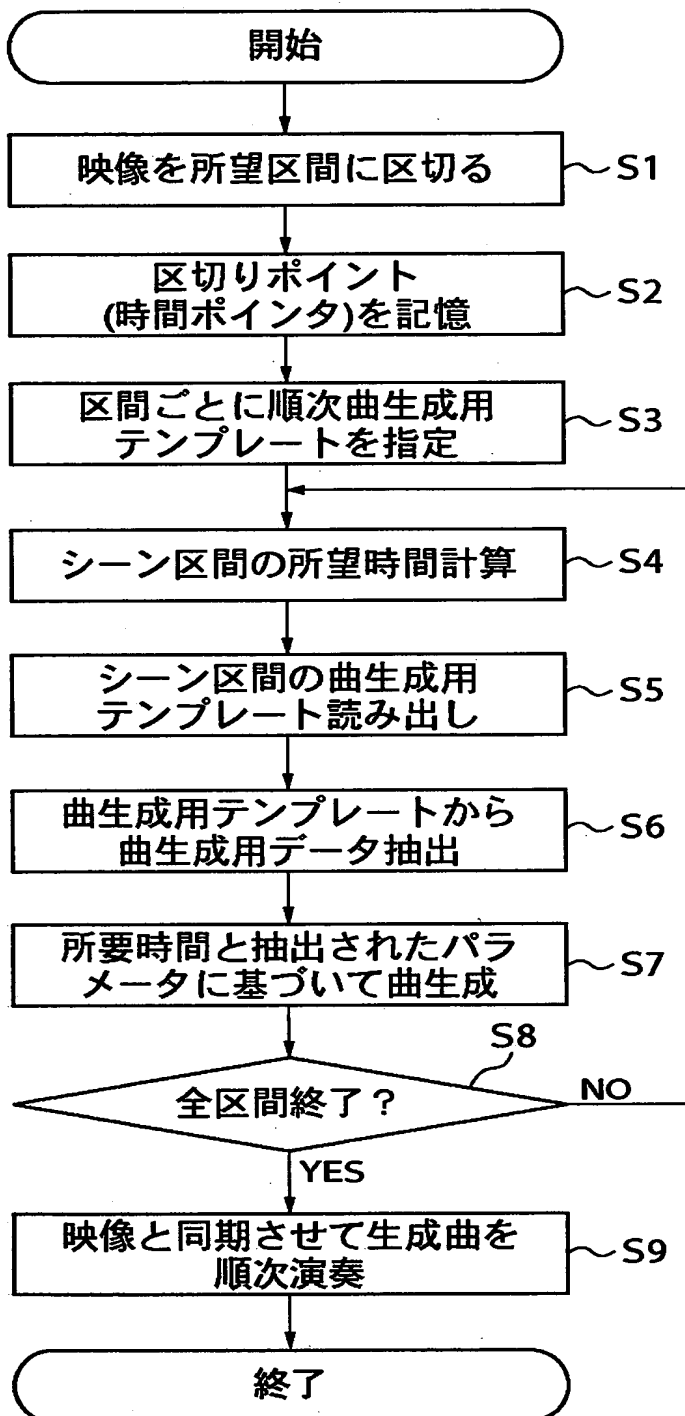 開始
映像を所望区間に区切る
S1
区切りポイント
(時間ポインタ)を記憶
S2
区間ごとに順次曲生成用
テンプレートを指定
S3
シーン区間の所望時間計算
S4
シーン区間の曲生成用
テンプレート読み出し
S5
曲生成用テンプレートから
曲生成用データ抽出
S6
所要時間と抽出されたパラ
メータに基づいて曲生成
S7
S8
全区間終了?
NO
YES
映像と同期させて生成曲を
順次演奏
S9
終了